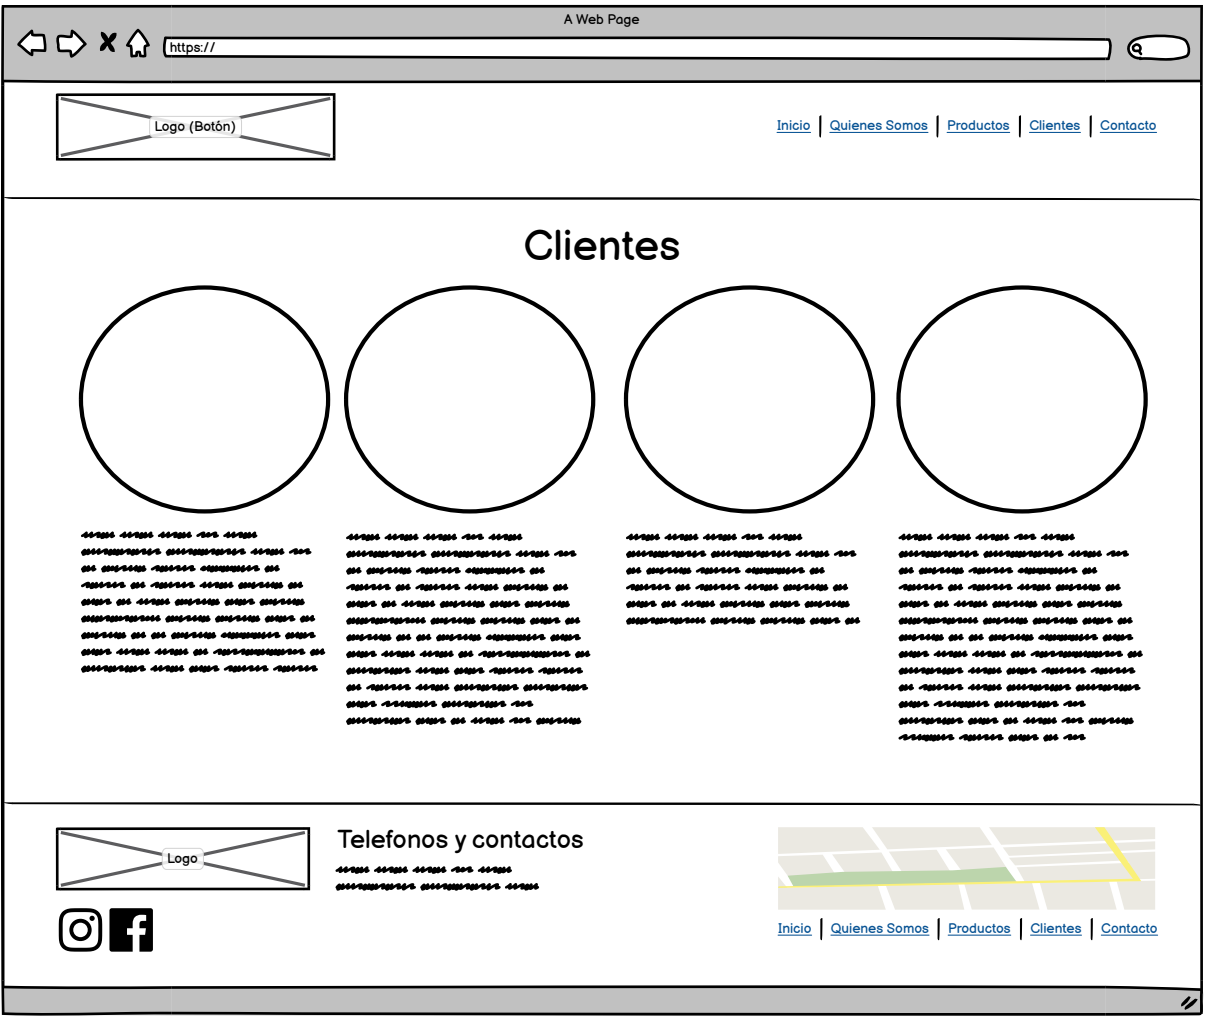 A Web Page
https://
Logo (Botón)
Inicio | Quienes Somos | Productos | Clientes | Contacto
Clientes
Logo
Telefonos y contactos
Inicio | Quienes Somos | Productos | Clientes | Contacto